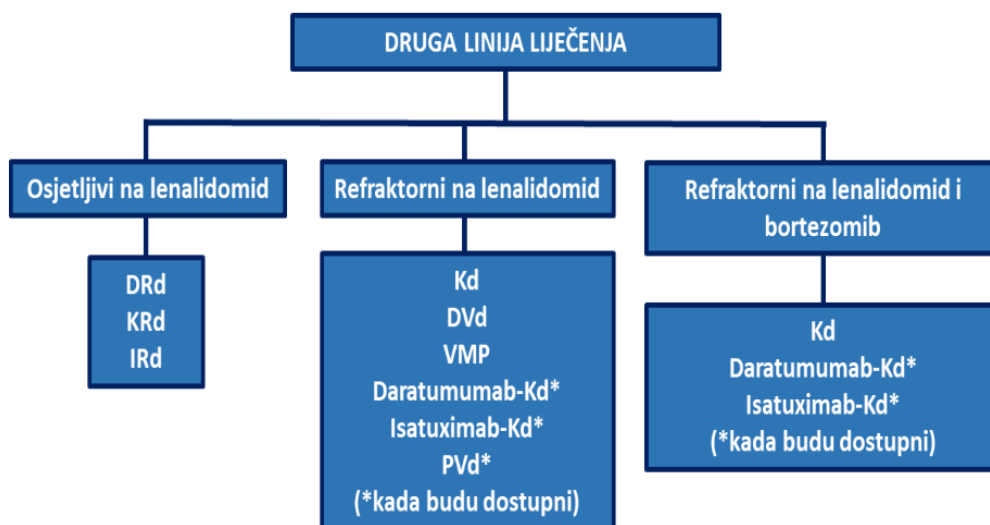 DRUGA LINIJA LIJEČENJA
Osjetljivi na lenalidomid
DRd
KRd
IRd
Refraktorni na lenalidomid
Kd
DVd
VMP
Daratumumab-Kd*
Isatuximab-Kd*
PVd*
(*kada budu dostupni)
Refraktorni na lenalidomid i
bortezomib
Kd
Daratumumab-Kd*
Isatuximab-Kd*
(*kada budu dostupni)